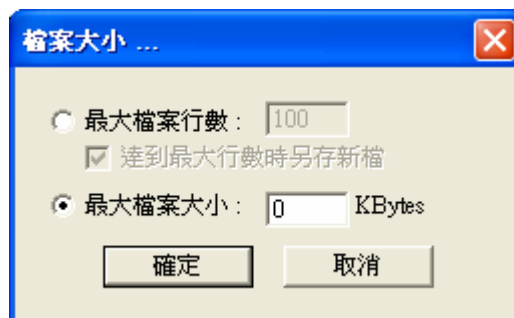 檔案大小 ...
最大檔案行數： 100
達到最大行數時另存新檔
最大檔案大小： 0 KBytes
確定 取消